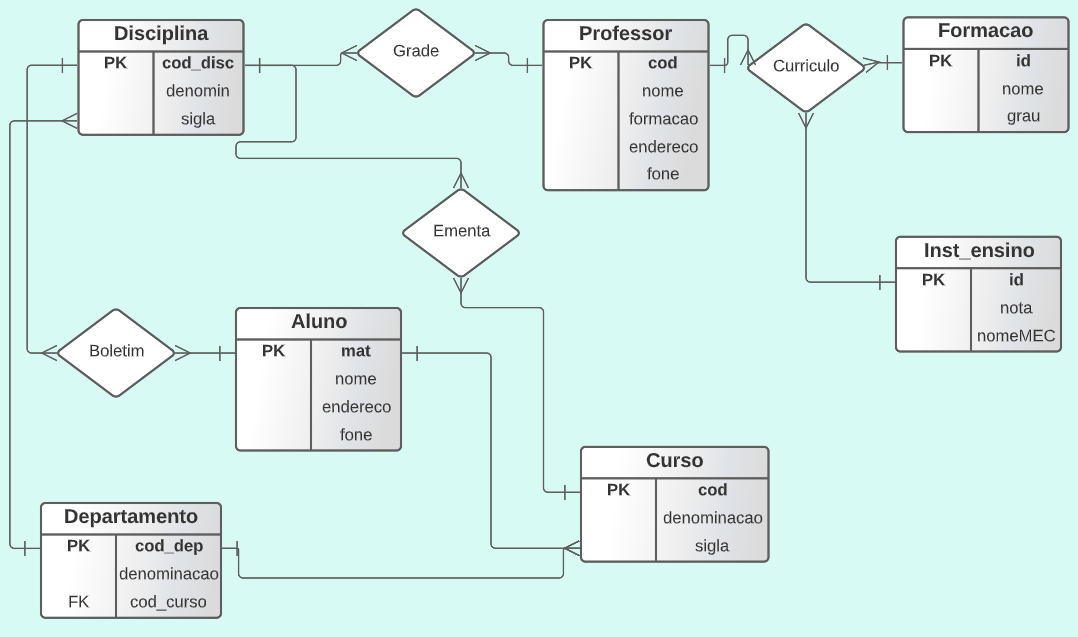 Disciplina
PK cod_disc
denomin
sigla
Grade
Professor
PK cod
nome
formacao
endereco
fone
Curriculo
Formacao
PK id
nome
grau
Ementa
Inst_ensino
PK id
nota
nomeMEC
Boletim
Aluno
PK mat
nome
endereco
fone
Curso
PK cod
denominacao
sigla
Departamento
PK cod_dep
denominacao
FK cod_curso